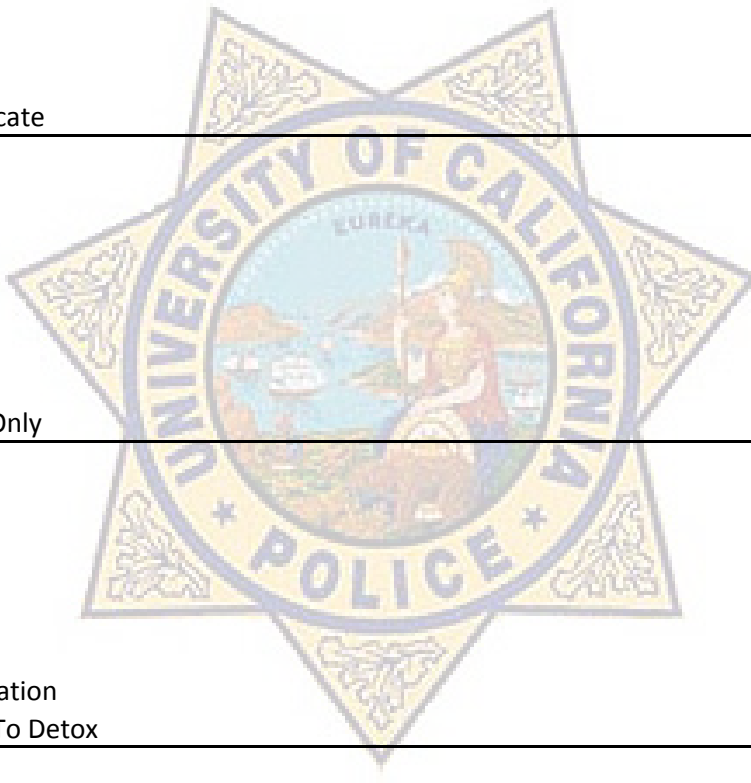 cate
UNIVERSITY OF CALIFORNIA
EUREKA
Only
* POLICE *
ation
To Detox